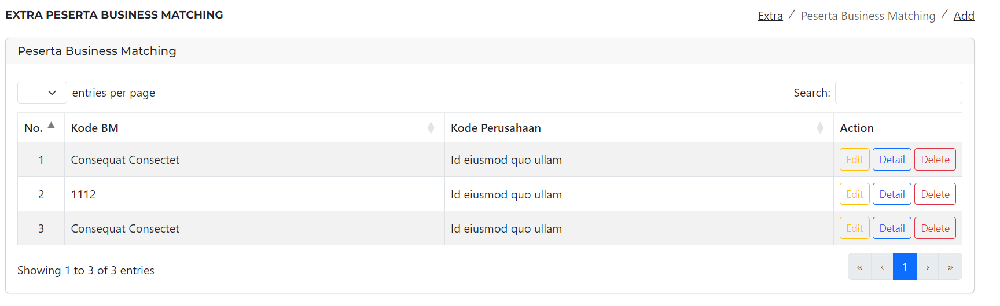 EXTRA PESERTA BUSINESS MATCHING
Extra / Peserta Business Matching / Add
Peserta Business Matching
entries per page
Search:
No. Kode BM Kode Perusahaan Action
1 Consequat Consectet Id eiusmod quo ullam Edit Detail Delete
2 1112 Id eiusmod quo ullam Edit Detail Delete
3 Consequat Consectet Id eiusmod quo ullam Edit Detail Delete
Showing 1 to 3 of 3 entries
« ‹ 1 › »